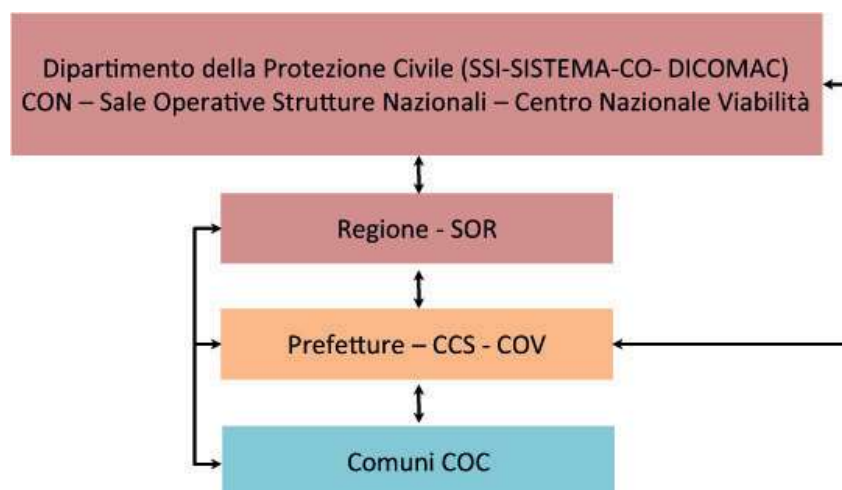 Dipartimento della Protezione Civile (SSI-SISTEMA-CO- DICOMAC)
CON – Sale Operative Strutture Nazionali – Centro Nazionale Viabilità
Regione - SOR
Prefetture – CCS - COV
Comuni COC